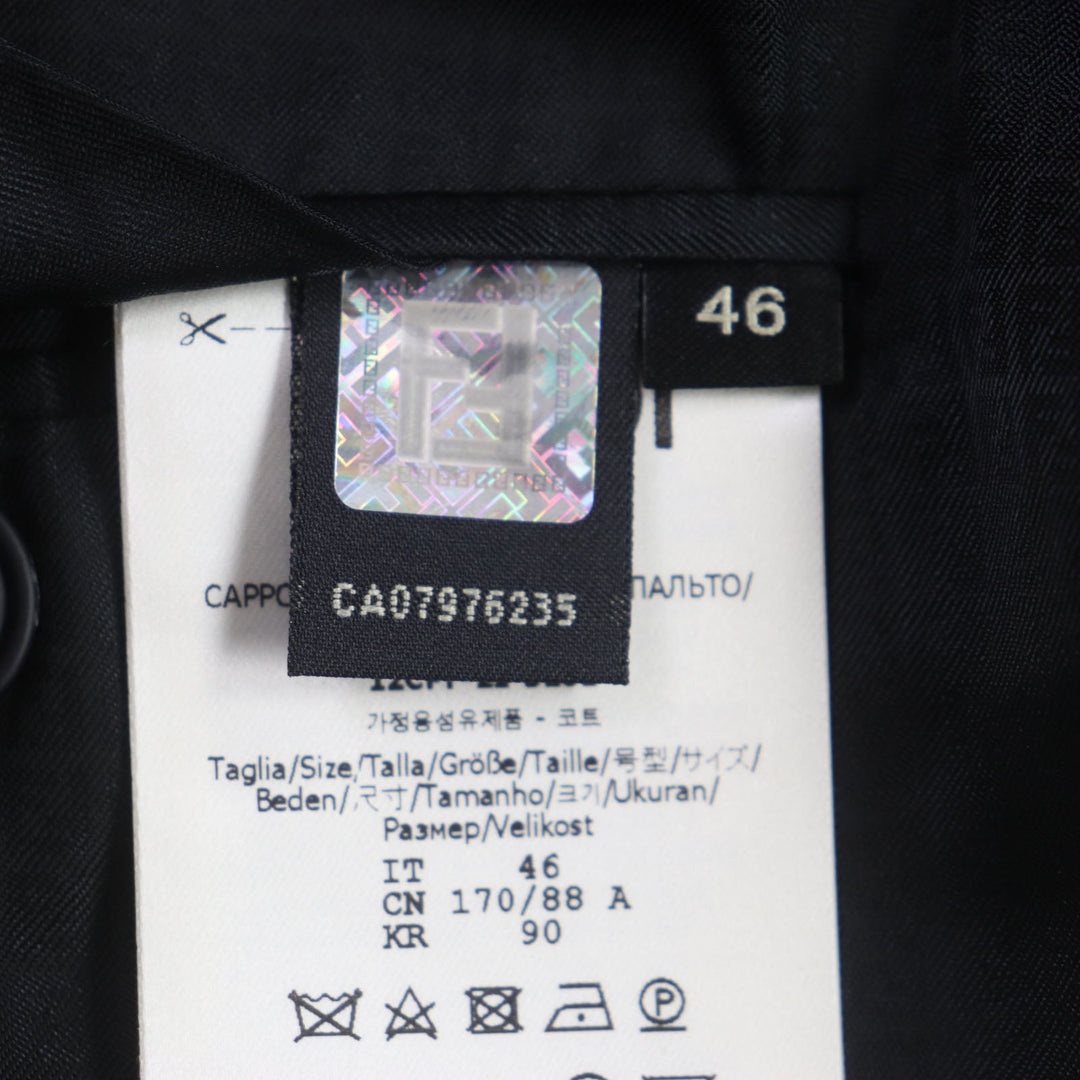 46
CA07976235
ПАЛЬТО/
가정용섬유제품 - 코트
Taglia/Size/Talla/Größe/Taille/号型/サイズ/
Beden/尺寸/Tamanho/크기/Ukuran/
Размер/Velikost
IT 46
CN 170/88 A
KR 90
P